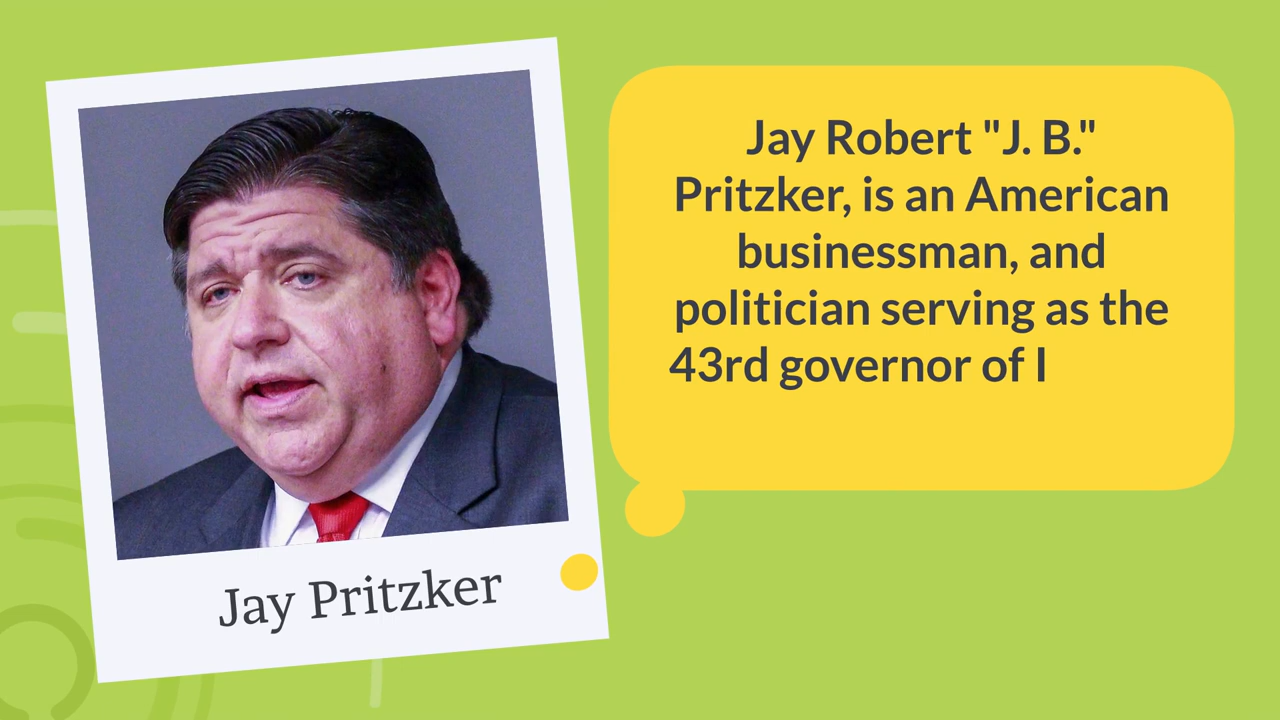 Jay Robert "J. B."
Pritzker, is an American
businessman, and
politician serving as the
43rd governor of I
Jay Pritzker